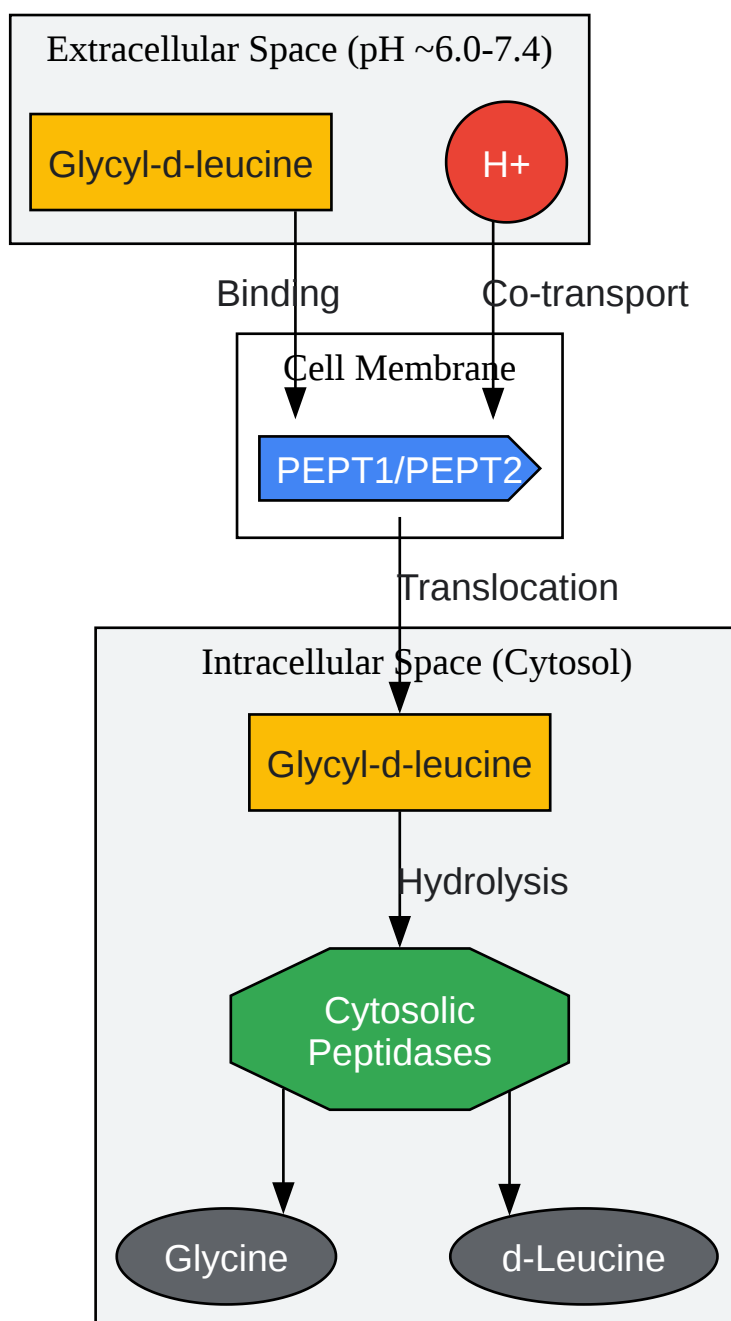 Extracellular Space (pH ~6.0-7.4)
Glycyl-d-leucine
H+
Binding
Co-transport
Cell Membrane
PEPT1/PEPT2
Translocation
Intracellular Space (Cytosol)
Glycyl-d-leucine
Hydrolysis
Cytosolic
Peptidases
Glycine
d-Leucine